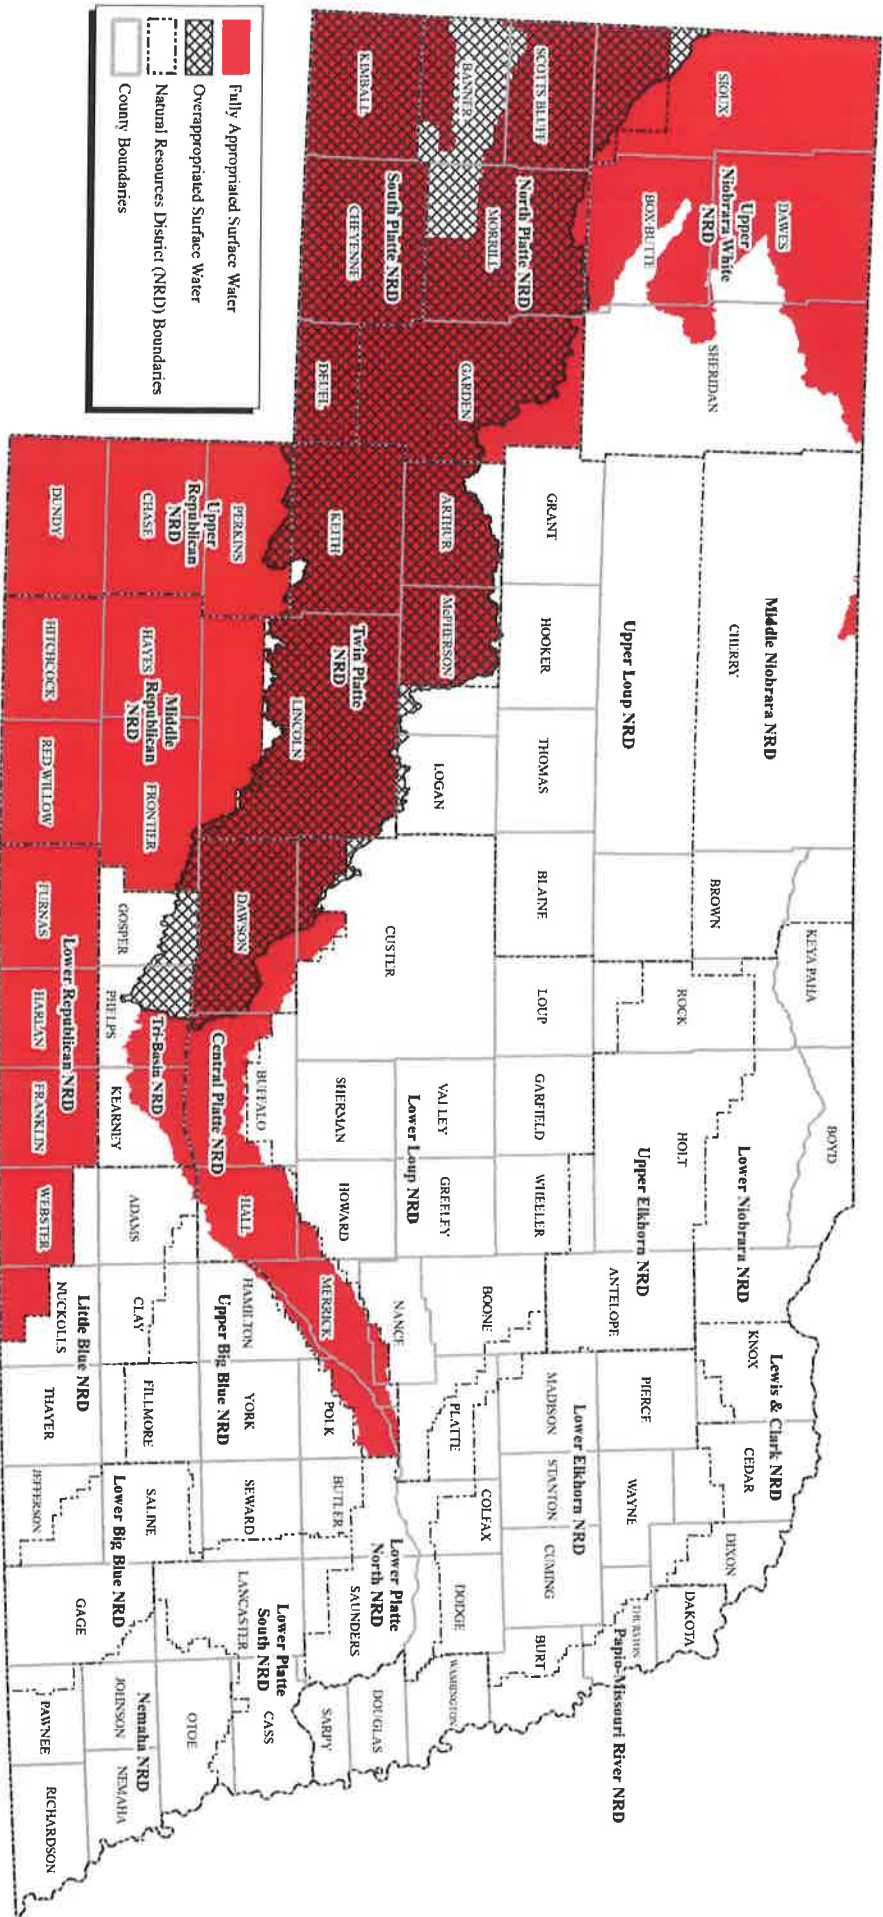 SIOUX
DAWES
Upper
Niobrara White
NRD
BOX BUTTE
SHERIDAN
SCOTTS BLUFF
BANNER
KIMBALL
North Platte NRD
MORRILL
South Platte NRD
CHEYENNE
GARDEN
DEUEL
Middle Niobrara NRD
CHERRY
Upper Loup NRD
GRANT
HOOKER
THOMAS
BLAINE
LOUP
GARFIELD
WHEELER
ARTHUR
McPHERSON
LOGAN
KEITH
Twin Platte
NRD
LINCOLN
PERKINS
Upper
Republican
NRD
CHASE
DUNDY
HAYES
Middle
Republican
NRD
FRONTIER
HITCHCOCK
RED WILLOW
BROWN
KEYA PAHA
ROCK
BOYD
HOLT
Lower Niobrara NRD
Upper Elkhorn NRD
ANTELOPE
CUSTER
VALLEY
GREELEY
Lower Loup NRD
SHERMAN
HOWARD
DAWSON
BUFFALO
Central Platte NRD
HALL
GOSPER
PHELPS
Tri-Basin NRD
KEARNEY
ADAMS
FURNAS
Lower Republican NRD
HARLAN
FRANKLIN
WEBSTER
NUCKOLLS
Little Blue NRD
CLAY
THAYER
FILLMORE
HAMILTON
Upper Big Blue NRD
YORK
MERRICK
POLK
NANCE
BOONE
PLATTE
KNOX
Lewis & Clark NRD
CEDAR
DIXON
DAKOTA
PIERCE
WAYNE
THURSTON
Papio-Missouri River NRD
MADISON
STANTON
Lower Elkhorn NRD
CUMING
BURT
COLFAX
DODGE
WASHINGTON
BUTLER
Lower Platte
North NRD
SAUNDERS
DOUGLAS
SARPY
SEWARD
LANCASTER
Lower Platte
South NRD
CASS
SALINE
Lower Big Blue NRD
JEFFERSON
GAGE
OTOE
Nemaha NRD
JOHNSON
NEMAHA
PAWNEE
RICHARDSON
Fully Appropriated Surface Water
Overappropriated Surface Water
Natural Resources District (NRD) Boundaries
County Boundaries